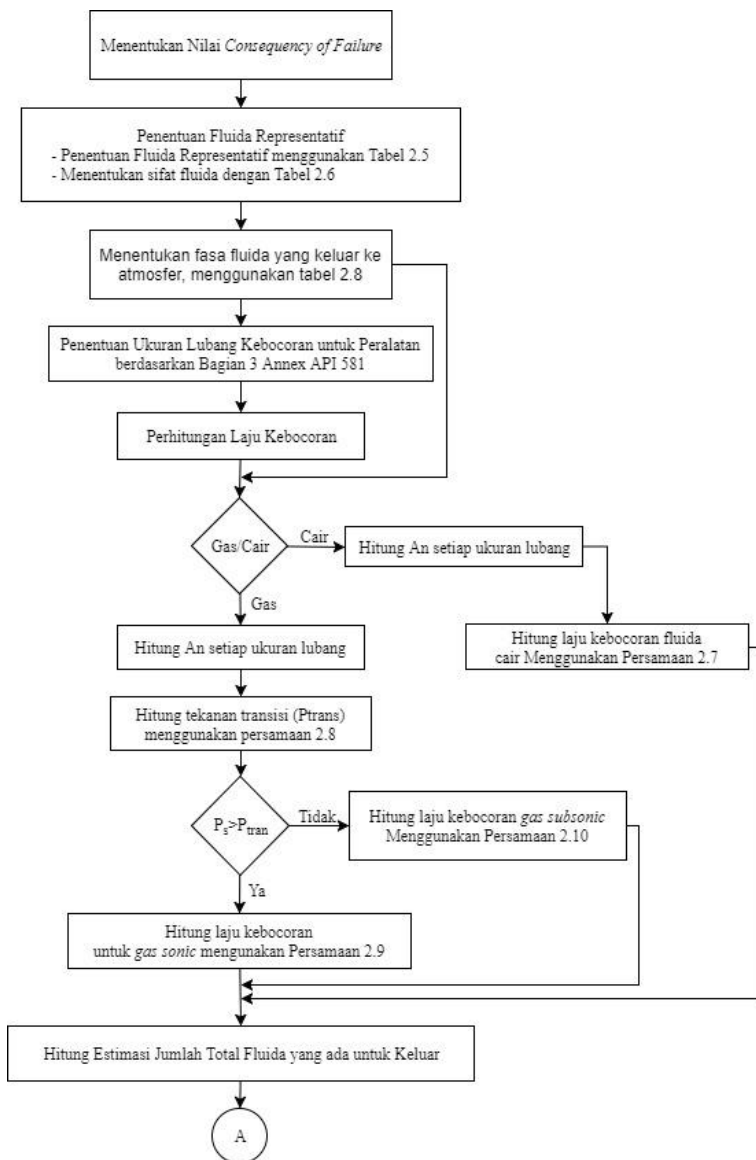 Menentukan Nilai Consequency of Failure
Penentuan Fluida Representatif
- Penentuan Fluida Representatif menggunakan Tabel 2.5
- Menentukan sifat fluida dengan Tabel 2.6
Menentukan fasa fluida yang keluar ke
atmosfer, menggunakan tabel 2.8
Penentuan Ukuran Lubang Kebocoran untuk Peralatan
berdasarkan Bagian 3 Annex API 581
Perhitungan Laju Kebocoran
Gas/Cair
Cair
Hitung An setiap ukuran lubang
Hitung laju kebocoran fluida
cair Menggunakan Persamaan 2.7
Gas
Hitung An setiap ukuran lubang
Hitung tekanan transisi (Ptrans)
menggunakan persamaan 2.8
Ps>Ptran
Tidak
Hitung laju kebocoran gas subsonic
Menggunakan Persamaan 2.10
Ya
Hitung laju kebocoran
untuk gas sonic mengunakan Persamaan 2.9
Hitung Estimasi Jumlah Total Fluida yang ada untuk Keluar
A